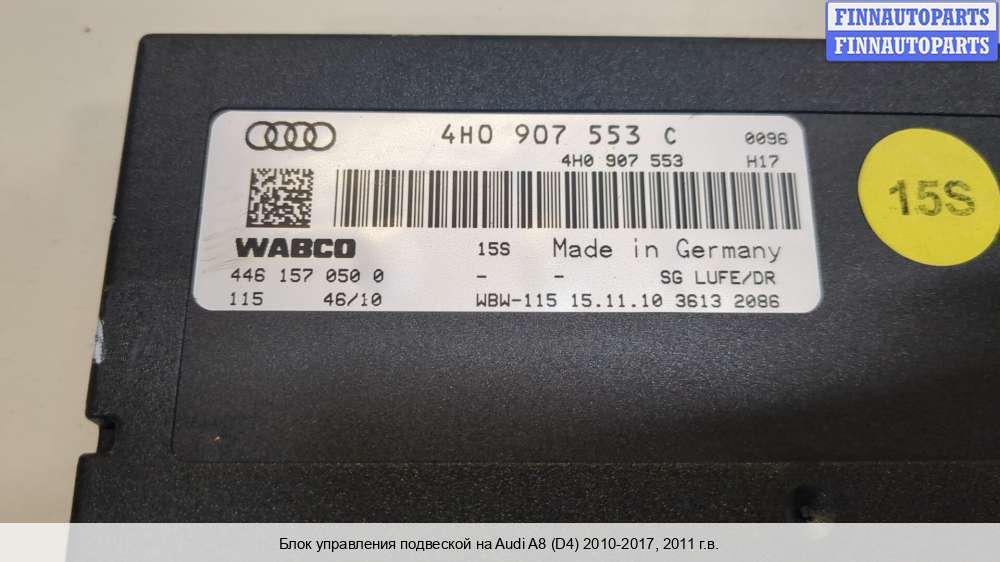 FINNAUTOPARTS
FINNAUTOPARTS
4H0 907 553 C 0096
4H0 907 553 H17
WABCO 15S Made in Germany
446 157 050 0 - - SG LUFE/DR
115 46/10 WBW-115 15.11.10 3613 2086
15S
Блок управления подвеской на Audi A8 (D4) 2010-2017, 2011 г.в.